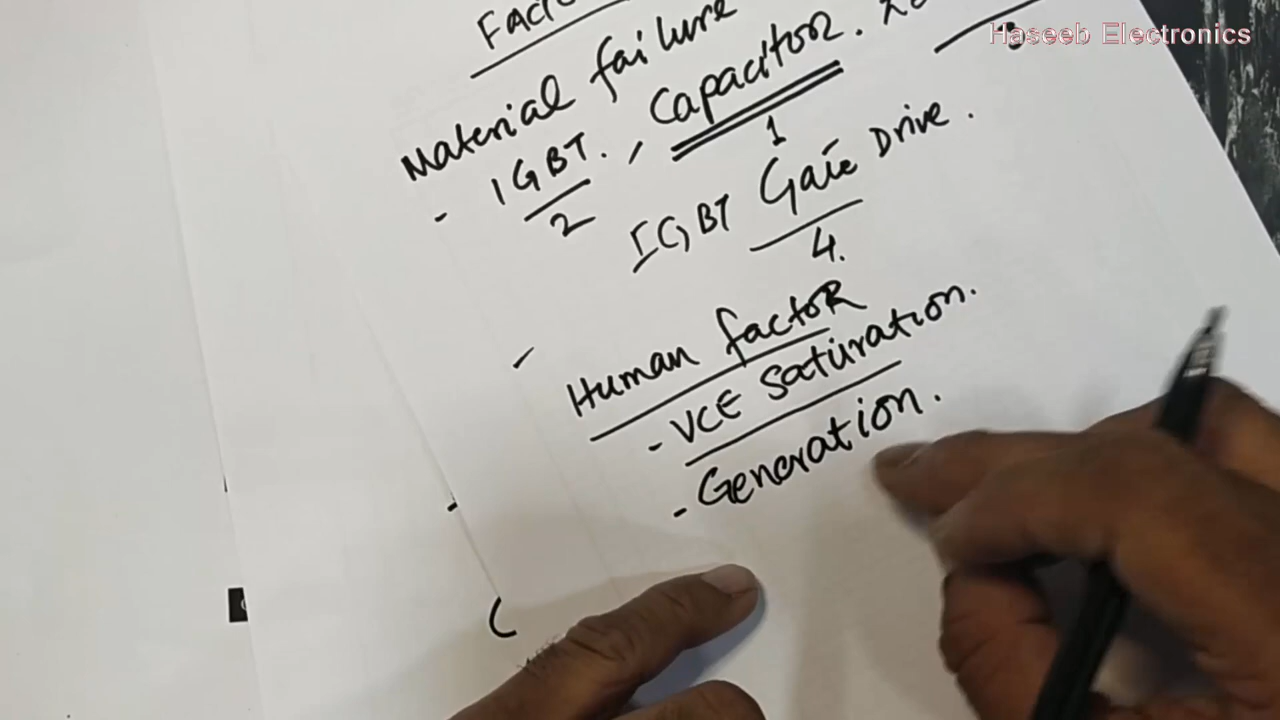 Haseeb Electronics
Material failure
- IGBT. , Capacitor.
2
1
IGBT Gate Drive.
4.
Human factoR
- VCE saturation.
- Generation.